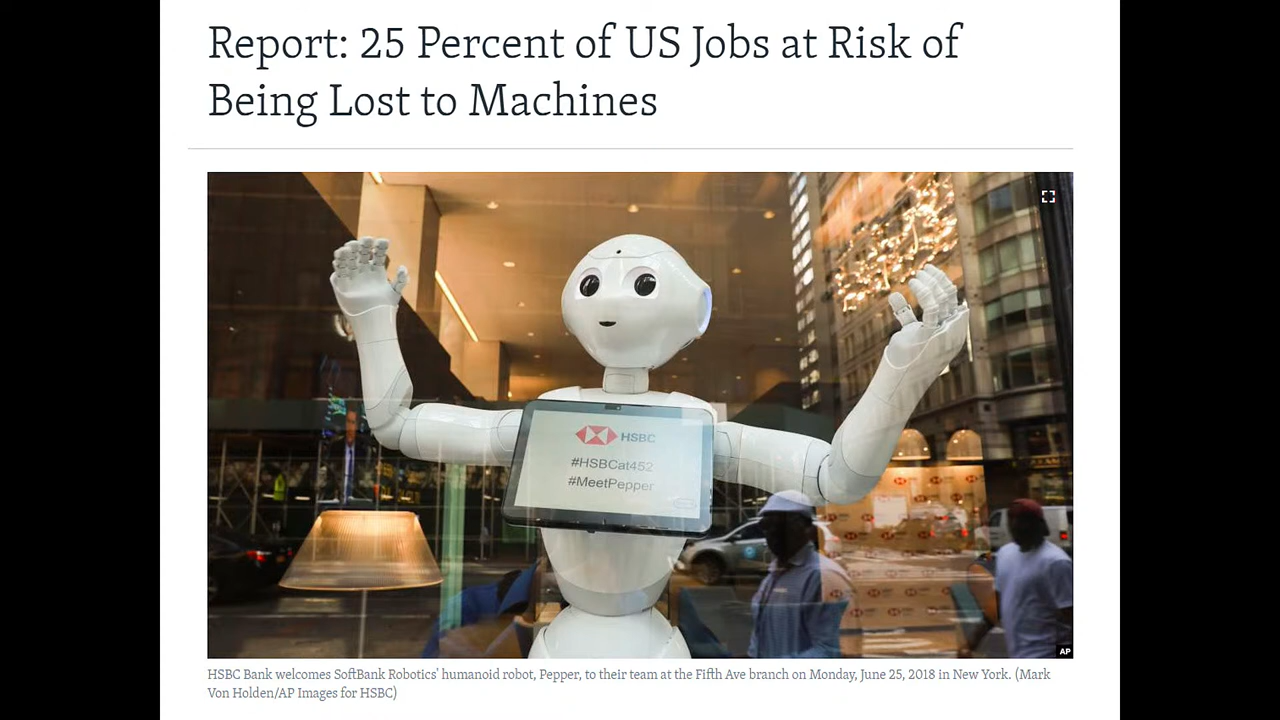 Report: 25 Percent of US Jobs at Risk of
Being Lost to Machines
HSBC
#HSBCat452
#MeetPepper
AP
HSBC Bank welcomes SoftBank Robotics' humanoid robot, Pepper, to their team at the Fifth Ave branch on Monday, June 25, 2018 in New York. (Mark
Von Holden/AP Images for HSBC)